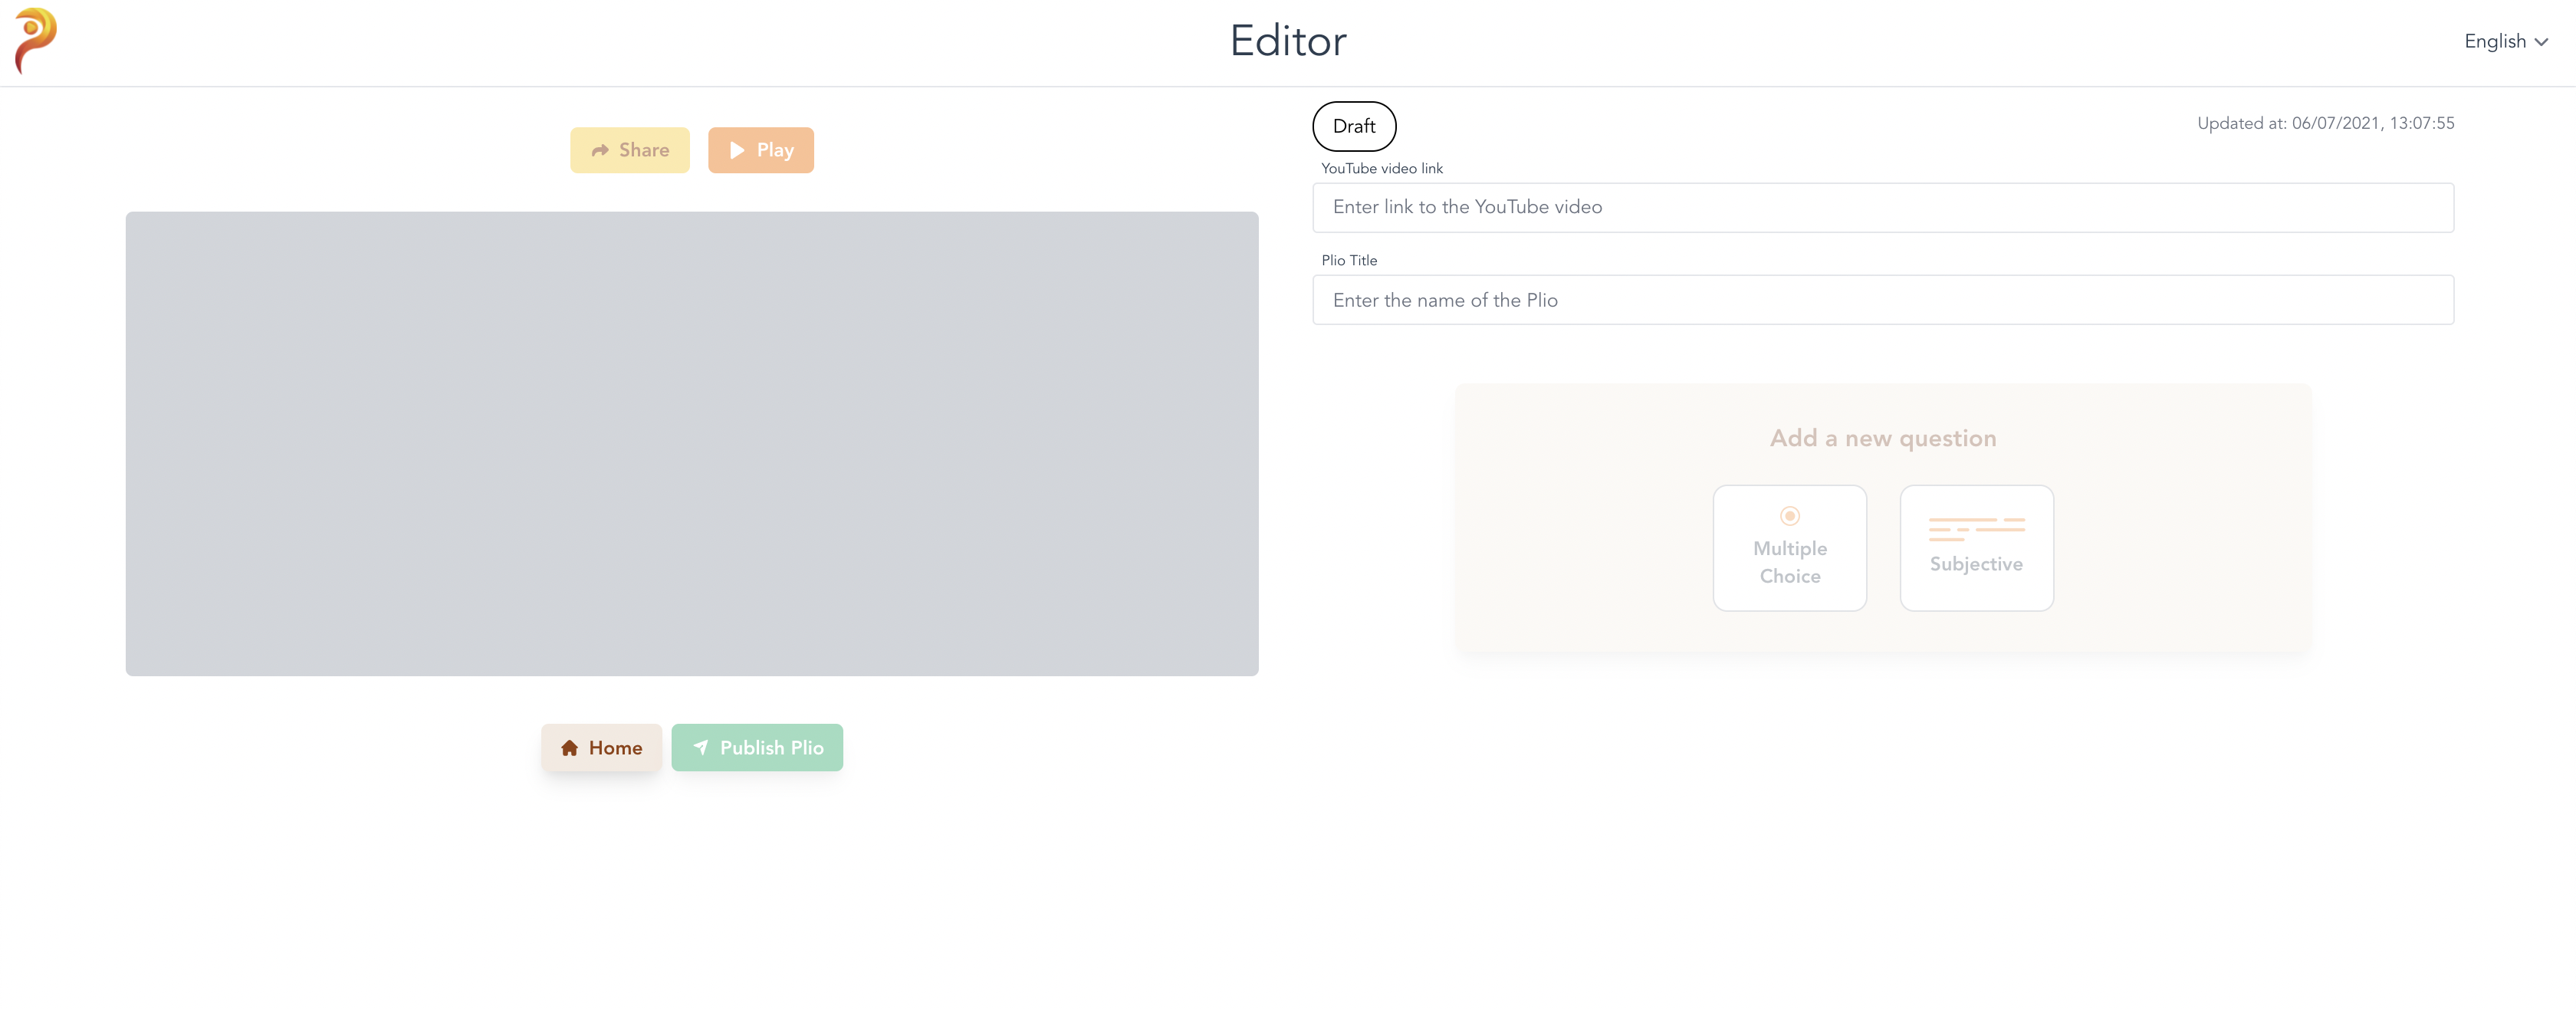 Editor
English
Share
Play
Draft
Updated at: 06/07/2021, 13:07:55
YouTube video link
Enter link to the YouTube video
Plio Title
Enter the name of the Plio
Add a new question
Multiple
Choice
Subjective
Home
Publish Plio